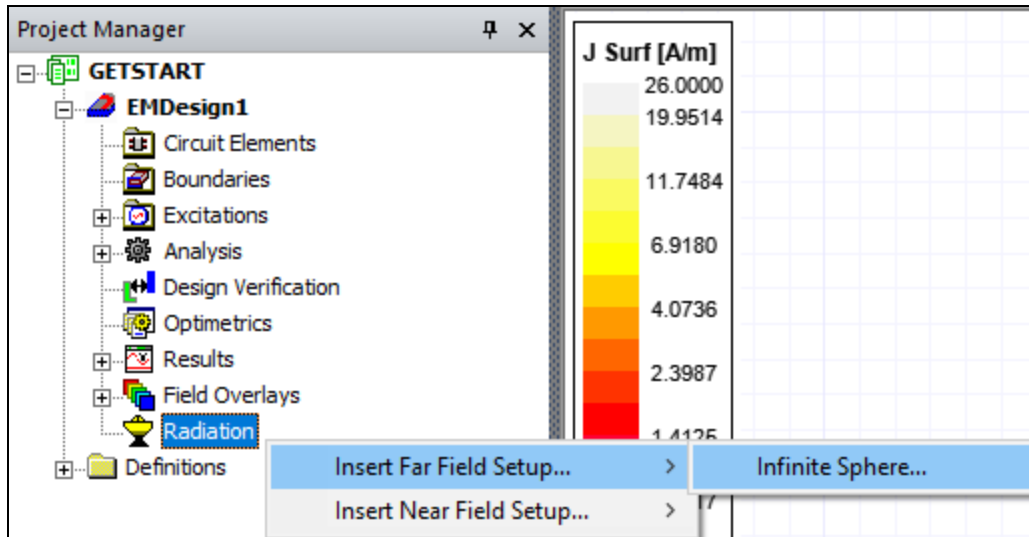 Project Manager
GETSTART
EMDesign1
Circuit Elements
Boundaries
Excitations
Analysis
Design Verification
Optimetrics
Results
Field Overlays
Radiation
Definitions
Insert Far Field Setup...
Infinite Sphere...
Insert Near Field Setup...
J Surf [A/m]
26.0000
19.9514
11.7484
6.9180
4.0736
2.3987
1.4125